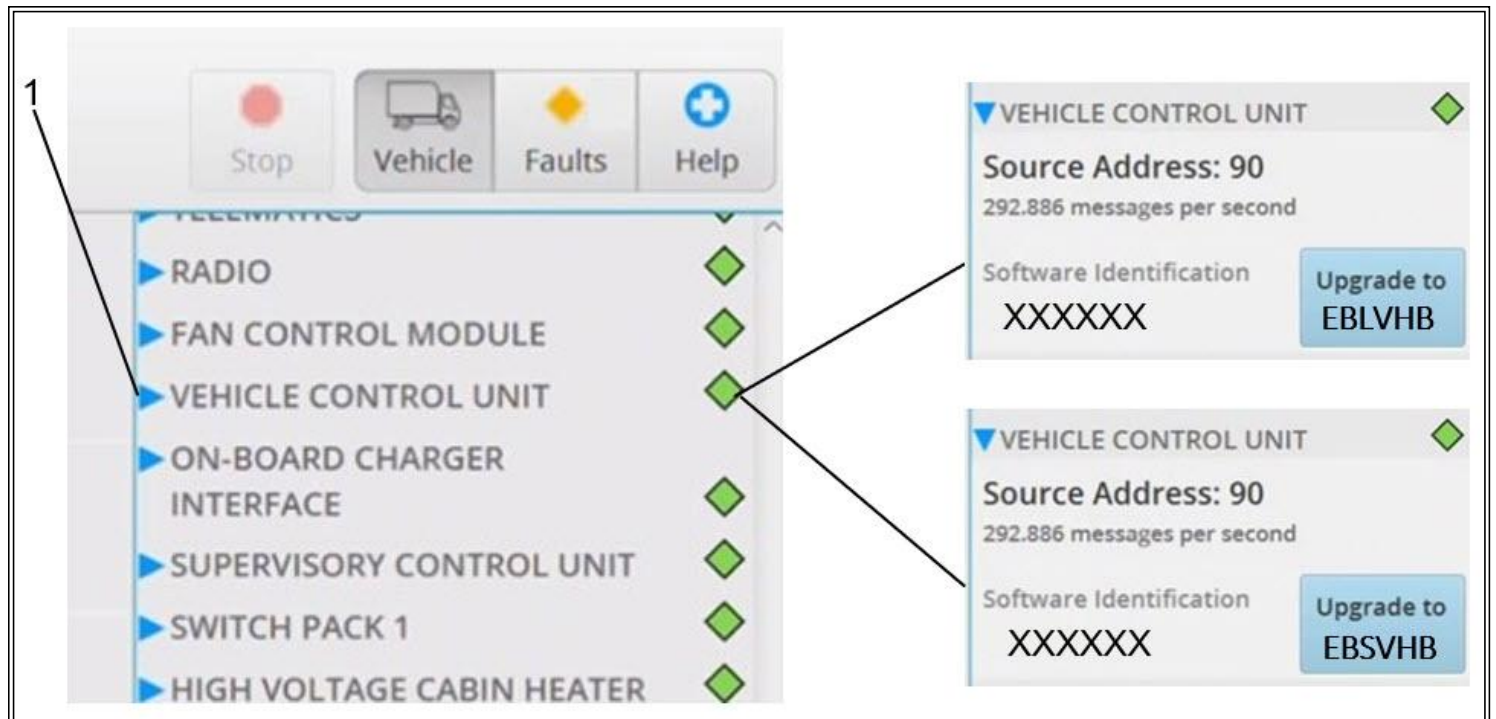 1
Stop
Vehicle
Faults
Help
TELEMATICS
RADIO
FAN CONTROL MODULE
VEHICLE CONTROL UNIT
ON-BOARD CHARGER
INTERFACE
SUPERVISORY CONTROL UNIT
SWITCH PACK 1
HIGH VOLTAGE CABIN HEATER
VEHICLE CONTROL UNIT
Source Address: 90
292.886 messages per second
Software Identification
XXXXXX
Upgrade to
EBLVHB
VEHICLE CONTROL UNIT
Source Address: 90
292.886 messages per second
Software Identification
XXXXXX
Upgrade to
EBSVHB